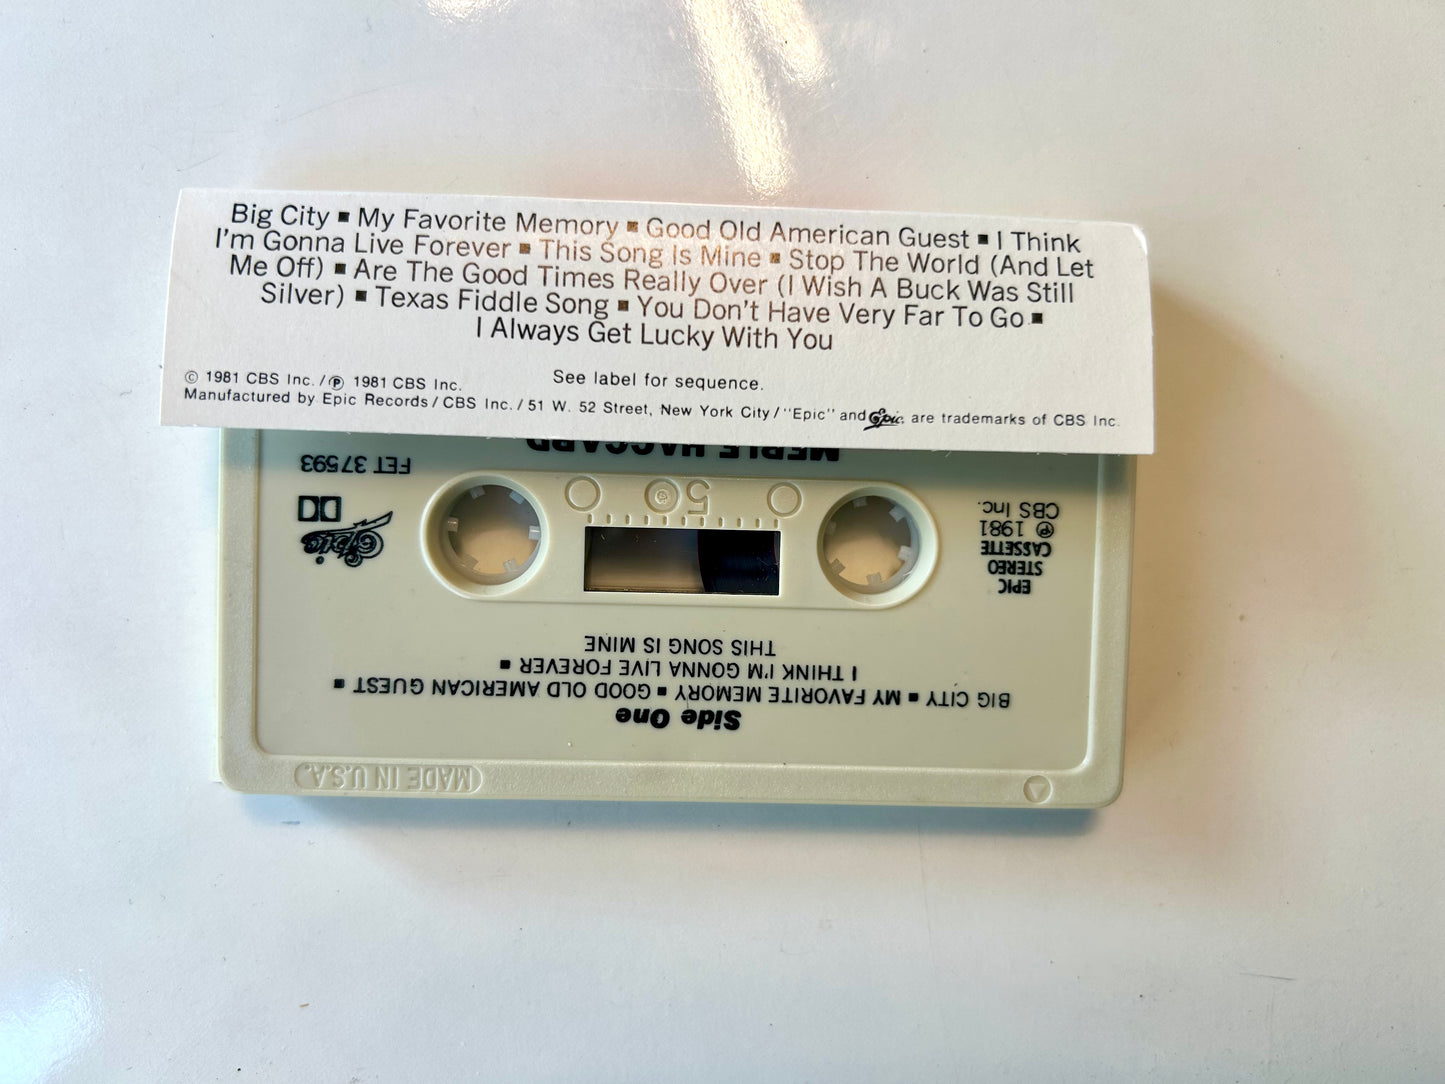 Big City ■ My Favorite Memory ■ Good Old American Guest ■ I Think
I'm Gonna Live Forever ■ This Song Is Mine ■ Stop The World (And Let
Me Off) ■ Are The Good Times Really Over (I Wish A Buck Was Still
Silver) ■ Texas Fiddle Song ■ You Don't Have Very Far To Go ■
I Always Get Lucky With You
© 1981 CBS Inc. / ℗ 1981 CBS Inc. See label for sequence.
Manufactured by Epic Records / CBS Inc. / 51 W. 52 Street, New York City / "Epic" and Epic are trademarks of CBS Inc.
MADE IN U.S.A.
Side One
BIG CITY ■ MY FAVORITE MEMORY ■ GOOD OLD AMERICAN GUEST ■
I THINK I'M GONNA LIVE FOREVER ■
THIS SONG IS MINE
EPIC
STEREO
CASSETTE
℗ 1981
CBS Inc.
50
Epic
FET 37593
MERLE HAGGARD